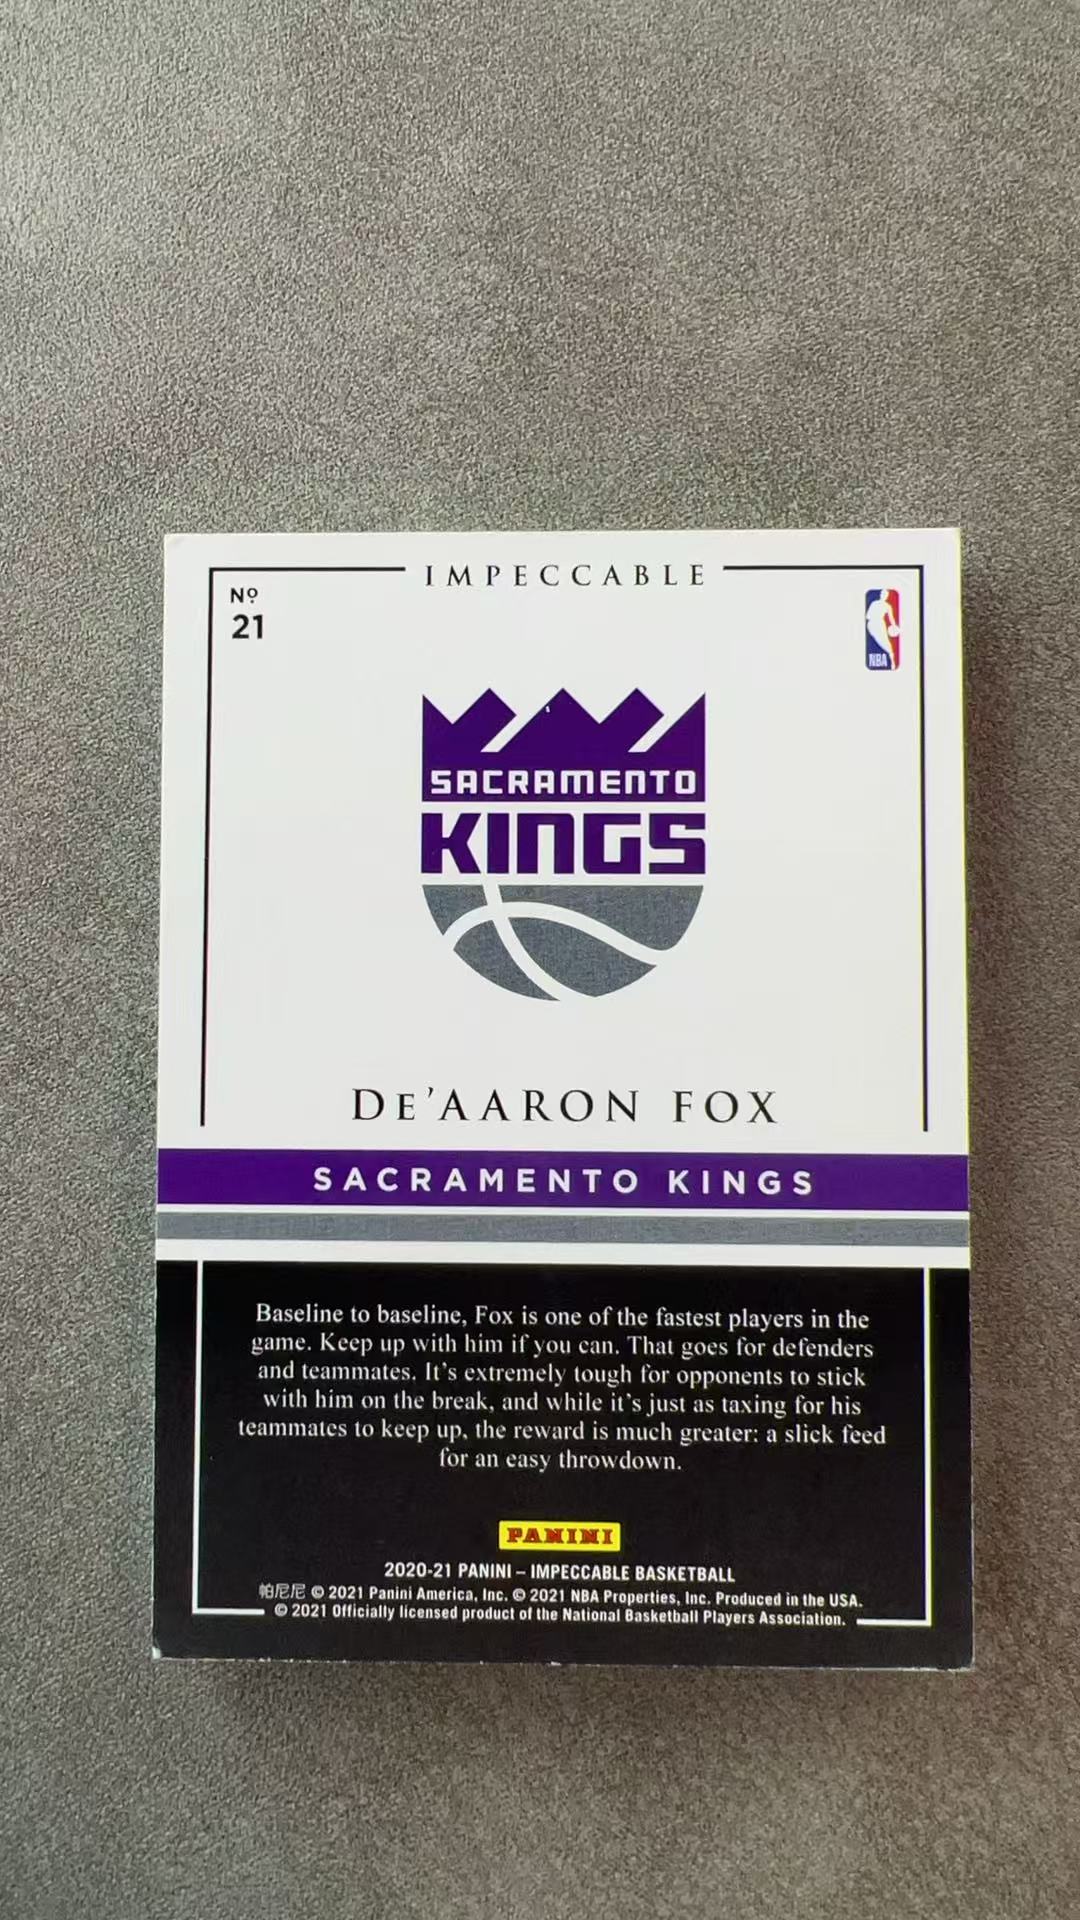 IMPECCABLE
Nº
21
NBA
SACRAMENTO
KINGS
DE'AARON FOX
SACRAMENTO KINGS
Baseline to baseline, Fox is one of the fastest players in the
game. Keep up with him if you can. That goes for defenders
and teammates. It's extremely tough for opponents to stick
with him on the break, and while it's just as taxing for his
teammates to keep up, the reward is much greater: a slick feed
for an easy throwdown.
PANINI
2020-21 PANINI – IMPECCABLE BASKETBALL
帕尼尼 © 2021 Panini America, Inc. © 2021 NBA Properties, Inc. Produced in the USA.
© 2021 Officially licensed product of the National Basketball Players Association.